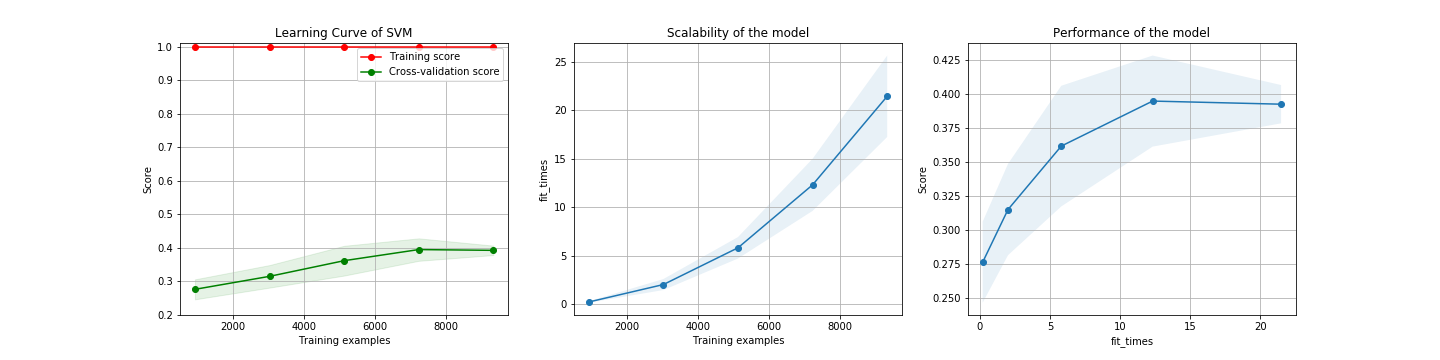 Learning Curve of SVM
1.0
0.9
0.8
0.7
0.6
0.5
0.4
0.3
0.2
Score
Training score
Cross-validation score
2000 4000 6000 8000
Training examples
Scalability of the model
25
20
15
10
5
0
fit_times
2000 4000 6000 8000
Training examples
Performance of the model
0.425
0.400
0.375
0.350
0.325
0.300
0.275
0.250
Score
0 5 10 15 20
fit_times